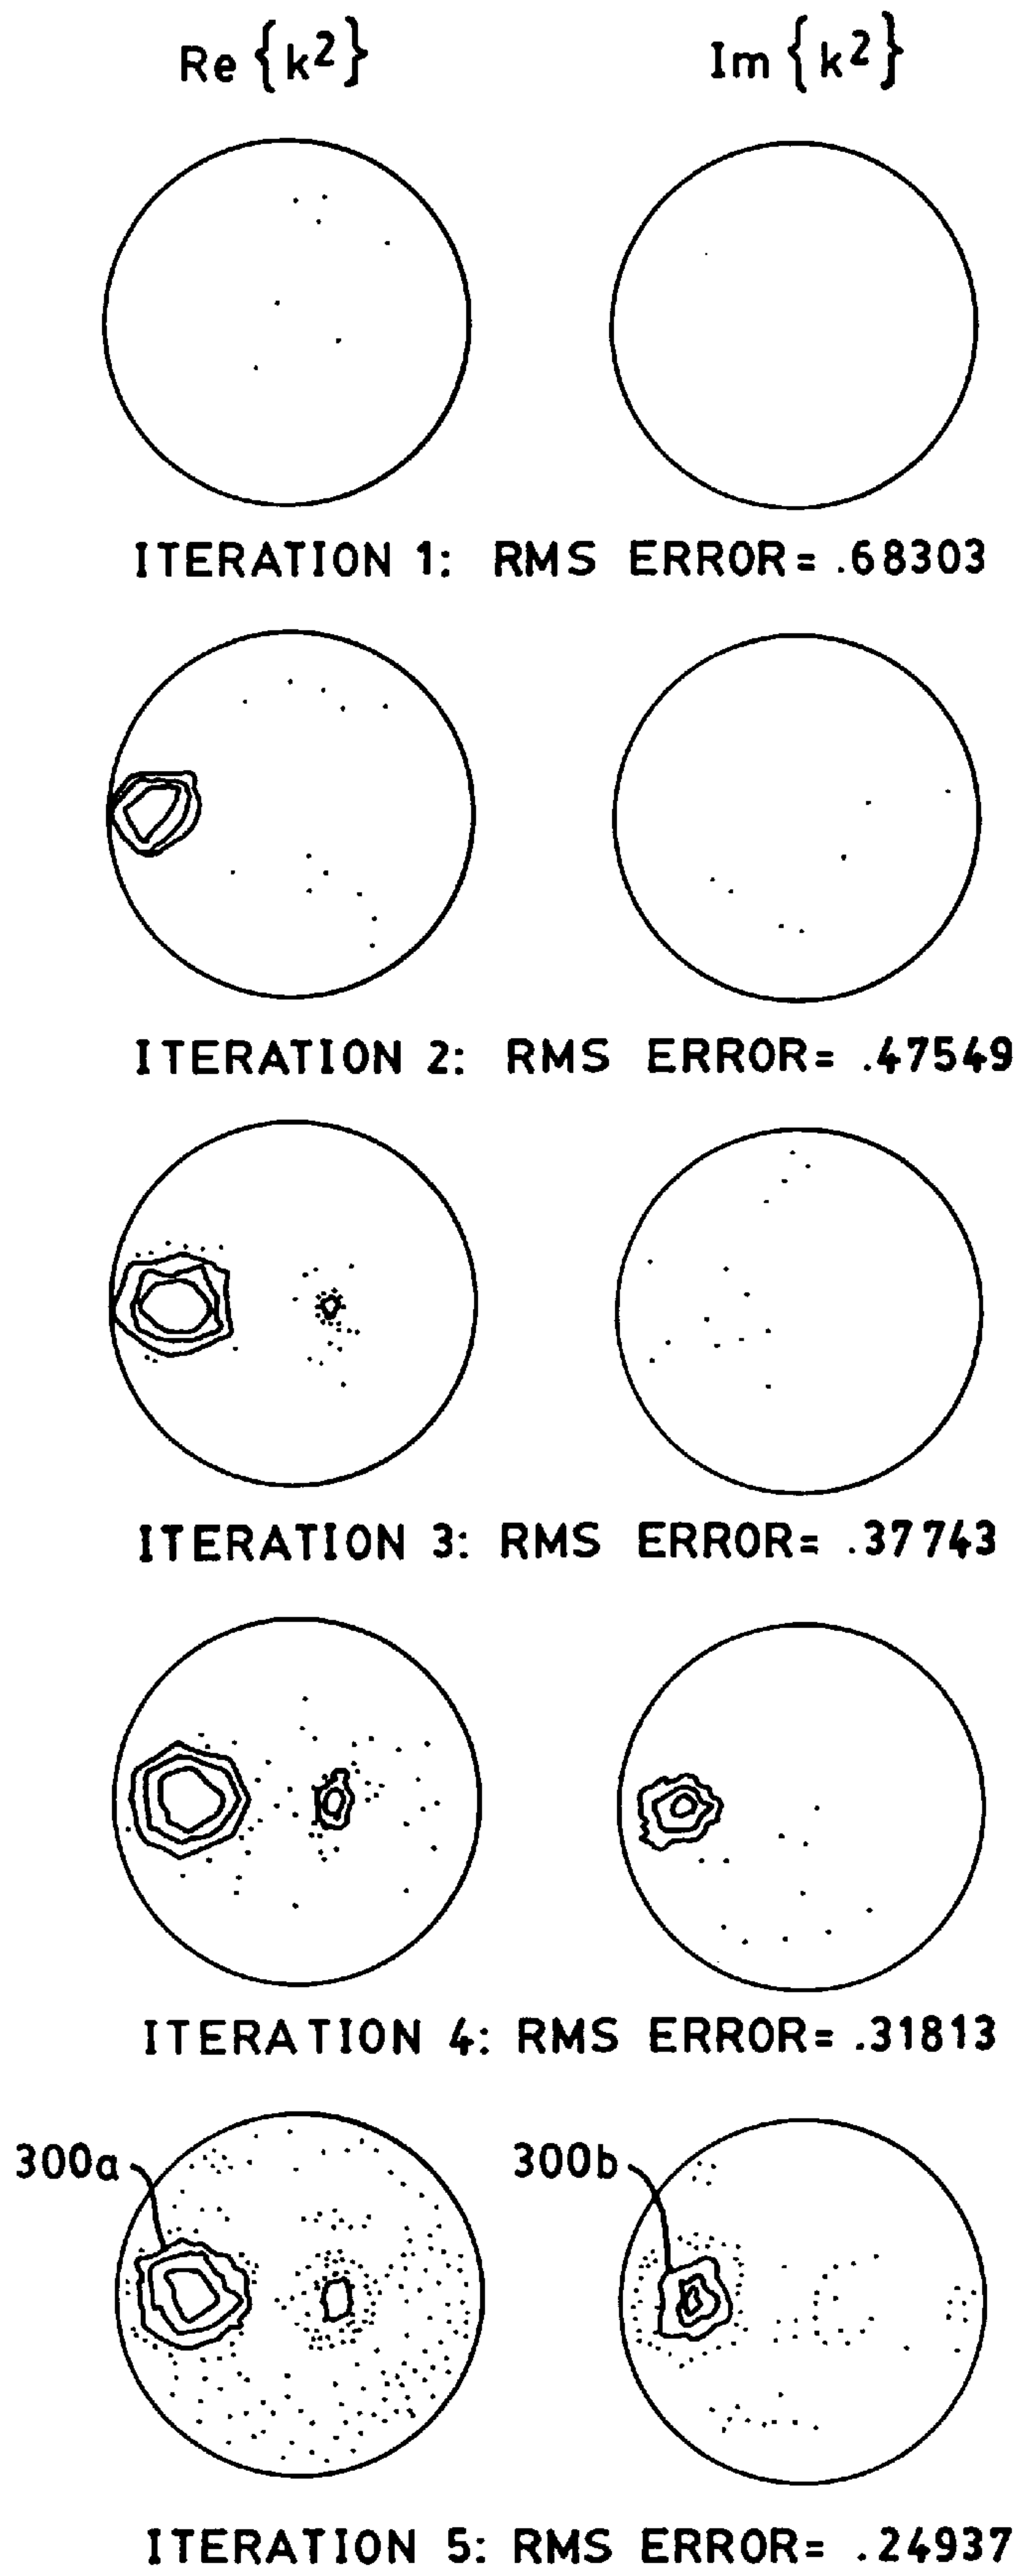 Re {k²} Im {k²}
ITERATION 1: RMS ERROR= .68303
ITERATION 2: RMS ERROR= .47549
ITERATION 3: RMS ERROR= .37743
ITERATION 4: RMS ERROR= .31813
300a 300b
ITERATION 5: RMS ERROR= .24937